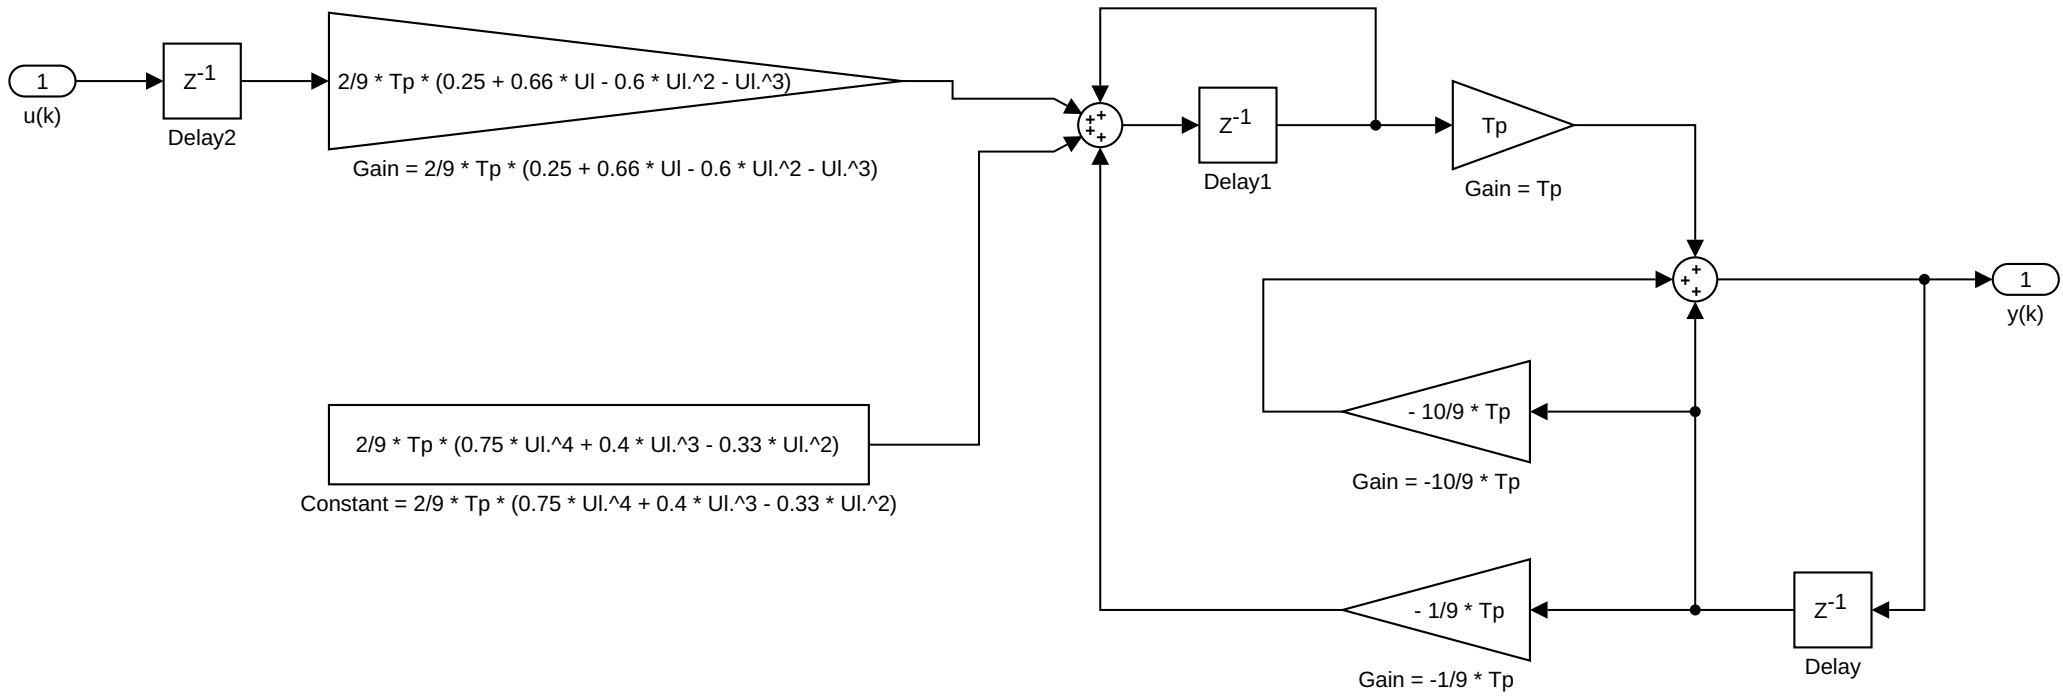 1
u(k)
Z-1
Delay2
2/9 * Tp * (0.25 + 0.66 * Ul - 0.6 * Ul.^2 - Ul.^3)
Gain = 2/9 * Tp * (0.25 + 0.66 * Ul - 0.6 * Ul.^2 - Ul.^3)
+
+
+
+
Z-1
Delay1
Tp
Gain = Tp
+
+
+
1
y(k)
- 10/9 * Tp
Gain = -10/9 * Tp
2/9 * Tp * (0.75 * Ul.^4 + 0.4 * Ul.^3 - 0.33 * Ul.^2)
Constant = 2/9 * Tp * (0.75 * Ul.^4 + 0.4 * Ul.^3 - 0.33 * Ul.^2)
- 1/9 * Tp
Gain = -1/9 * Tp
Z-1
Delay